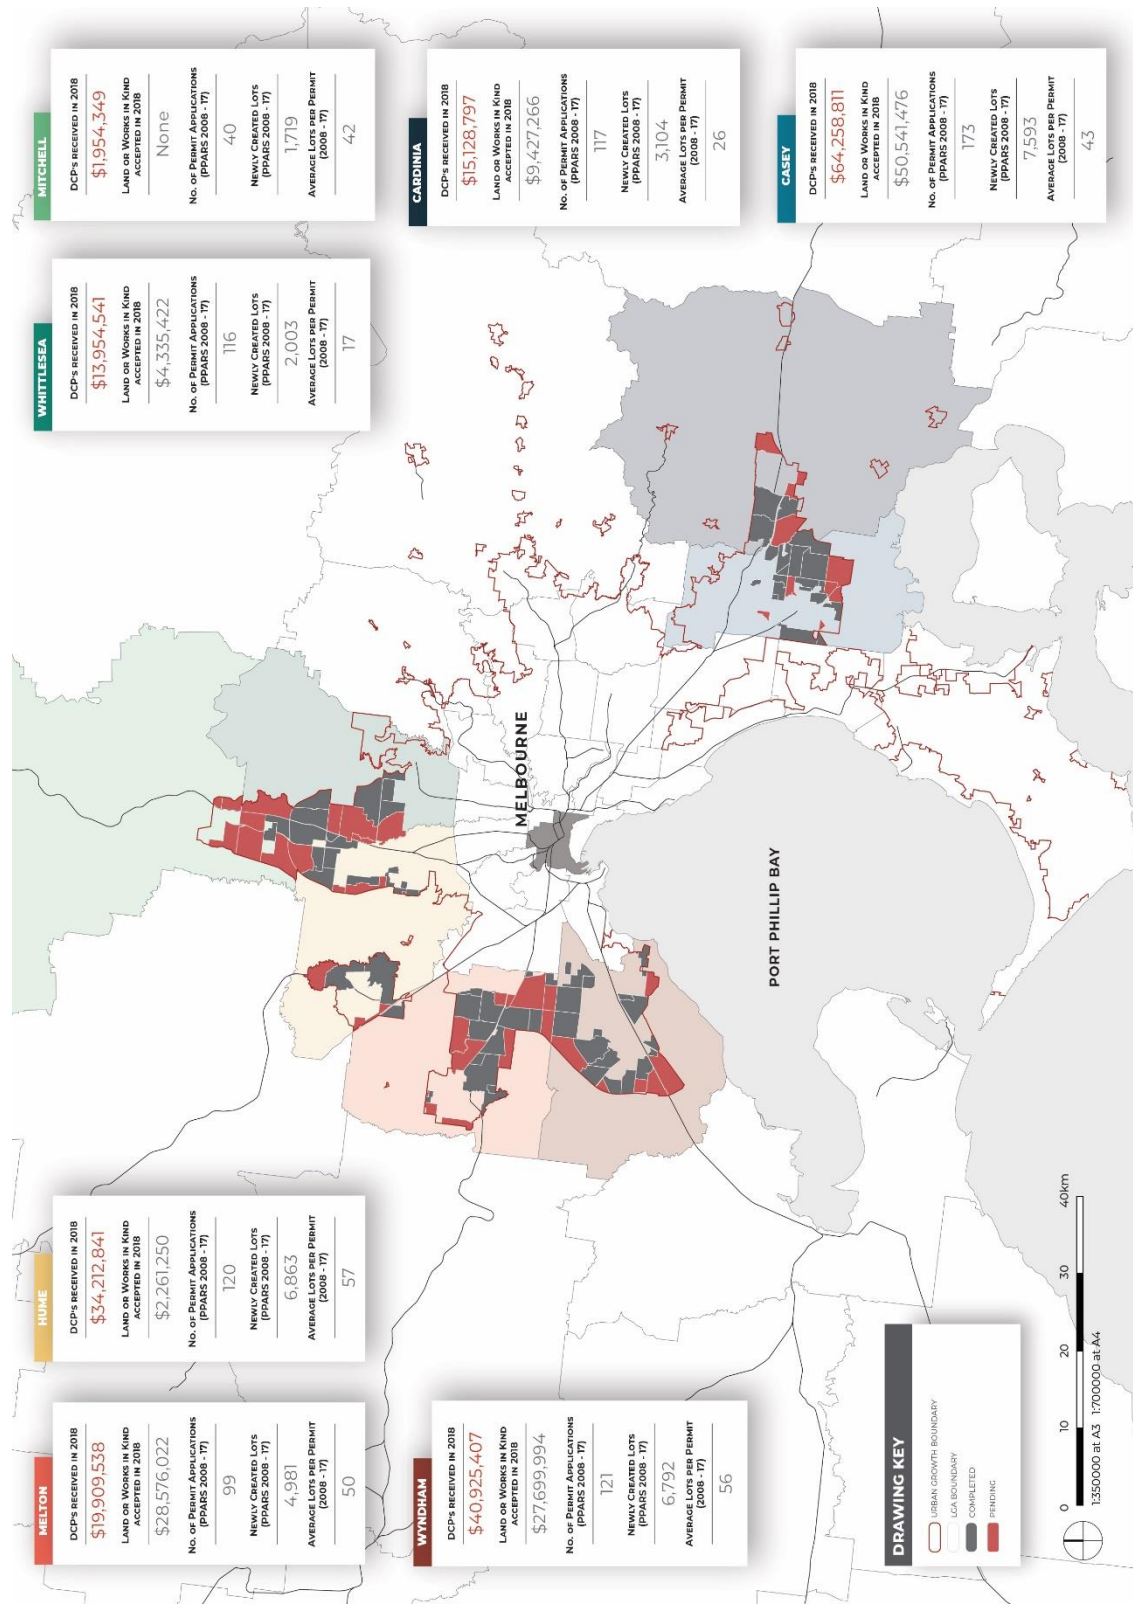 MELTON
DCP's received in 2018
$19,909,538
Land or Works in Kind
accepted in 2018
$28,576,022
No. of Permit Applications
(PPARS 2008 - 17)
99
Newly Created Lots
(PPARS 2008 - 17)
4,981
Average Lots per Permit
(2008 - 17)
50
HUME
DCP's received in 2018
$34,212,841
Land or Works in Kind
accepted in 2018
$2,261,250
No. of Permit Applications
(PPARS 2008 - 17)
120
Newly Created Lots
(PPARS 2008 - 17)
6,863
Average Lots per Permit
(2008 - 17)
57
WHITTLESEA
DCP's received in 2018
$13,954,541
Land or Works in Kind
accepted in 2018
$4,335,422
No. of Permit Applications
(PPARS 2008 - 17)
116
Newly Created Lots
(PPARS 2008 - 17)
2,003
Average Lots per Permit
(2008 - 17)
17
MITCHELL
DCP's received in 2018
$1,954,349
Land or Works in Kind
accepted in 2018
None
No. of Permit Applications
(PPARS 2008 - 17)
40
Newly Created Lots
(PPARS 2008 - 17)
1,719
Average Lots per Permit
(2008 - 17)
42
WYNDHAM
DCP's received in 2018
$40,925,407
Land or Works in Kind
accepted in 2018
$27,699,994
No. of Permit Applications
(PPARS 2008 - 17)
121
Newly Created Lots
(PPARS 2008 - 17)
6,792
Average Lots per Permit
(2008 - 17)
56
CARDINIA
DCP's received in 2018
$15,128,797
Land or Works in Kind
accepted in 2018
$9,427,266
No. of Permit Applications
(PPARS 2008 - 17)
117
Newly Created Lots
(PPARS 2008 - 17)
3,104
Average Lots per Permit
(2008 - 17)
26
MELBOURNE
PORT PHILLIP BAY
CASEY
DCP's received in 2018
$64,258,811
Land or Works in Kind
accepted in 2018
$50,541,476
No. of Permit Applications
(PPARS 2008 - 17)
173
Newly Created Lots
(PPARS 2008 - 17)
7,593
Average Lots per Permit
(2008 - 17)
43
DRAWING KEY
URBAN GROWTH BOUNDARY
LGA BOUNDARY
COMPLETED
PENDING
0 10 20 30 40km
1:350000 at A3 1:700000 at A4